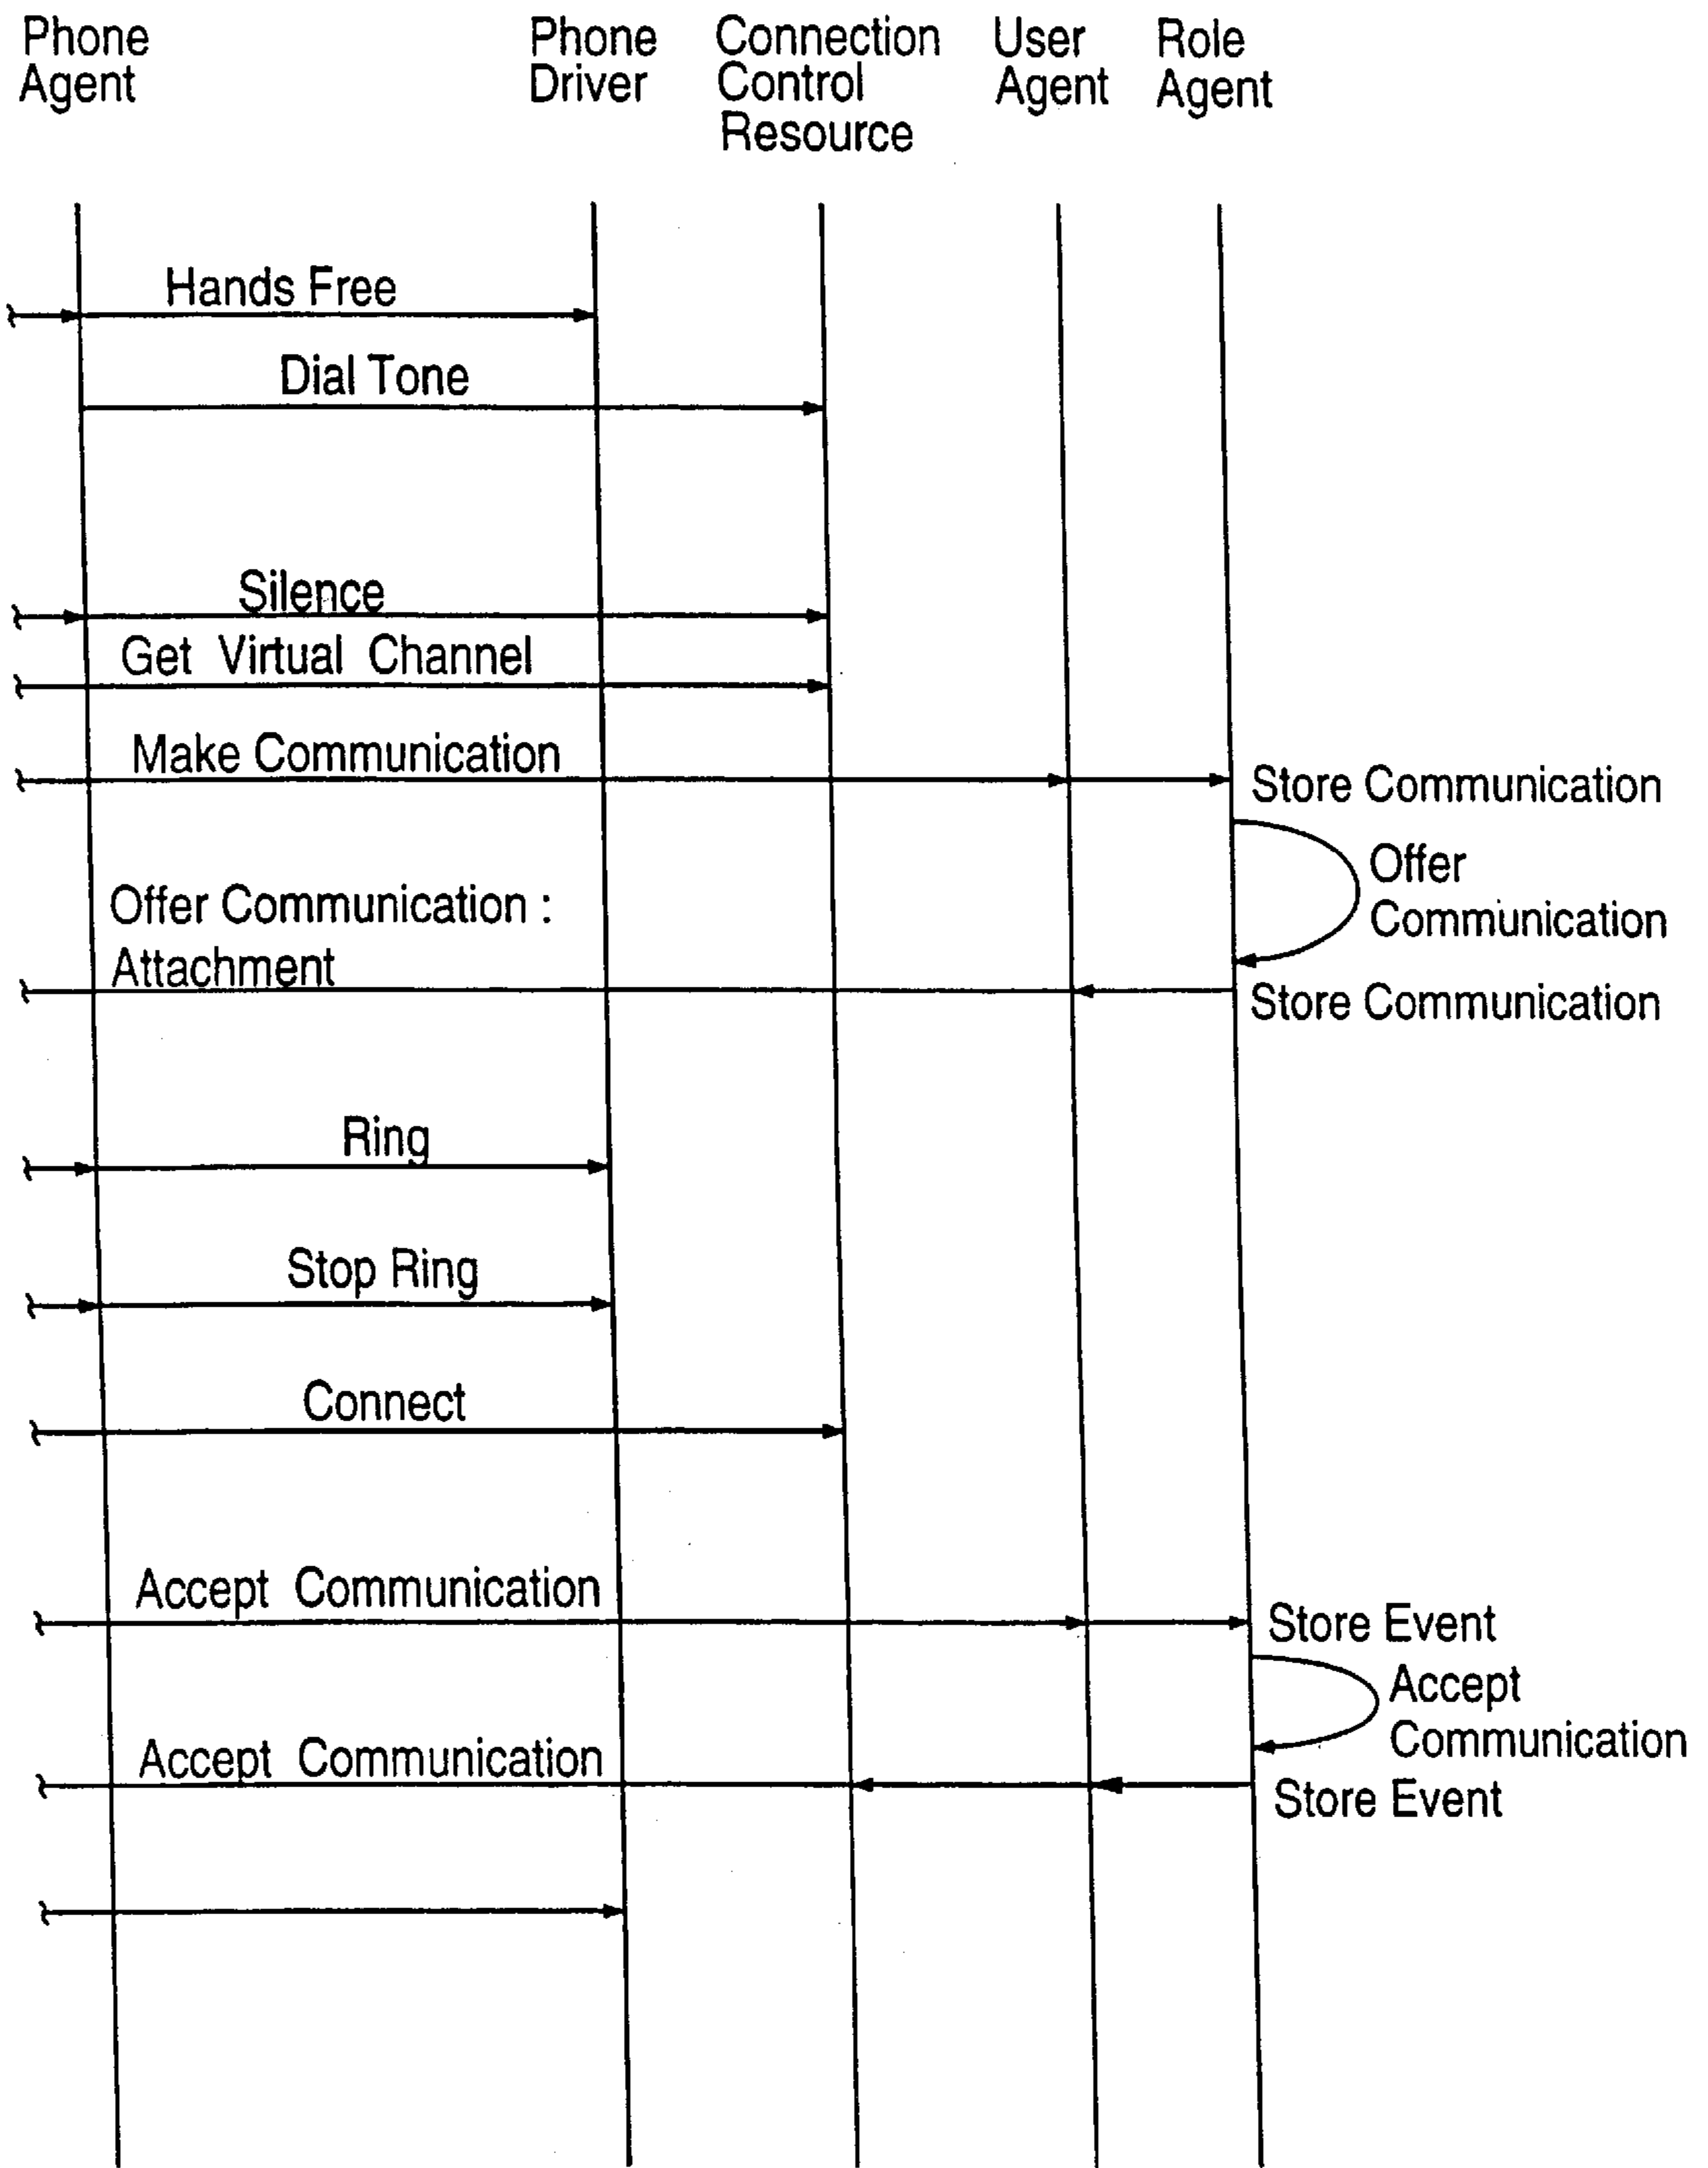 Phone
Agent
Phone
Driver
Connection
Control
Resource
User
Agent
Role
Agent
Hands Free
Dial Tone
Silence
Get Virtual Channel
Make Communication
Store Communication
Offer
Communication
Offer Communication :
Attachment
Store Communication
Ring
Stop Ring
Connect
Accept Communication
Store Event
Accept
Communication
Accept Communication
Store Event